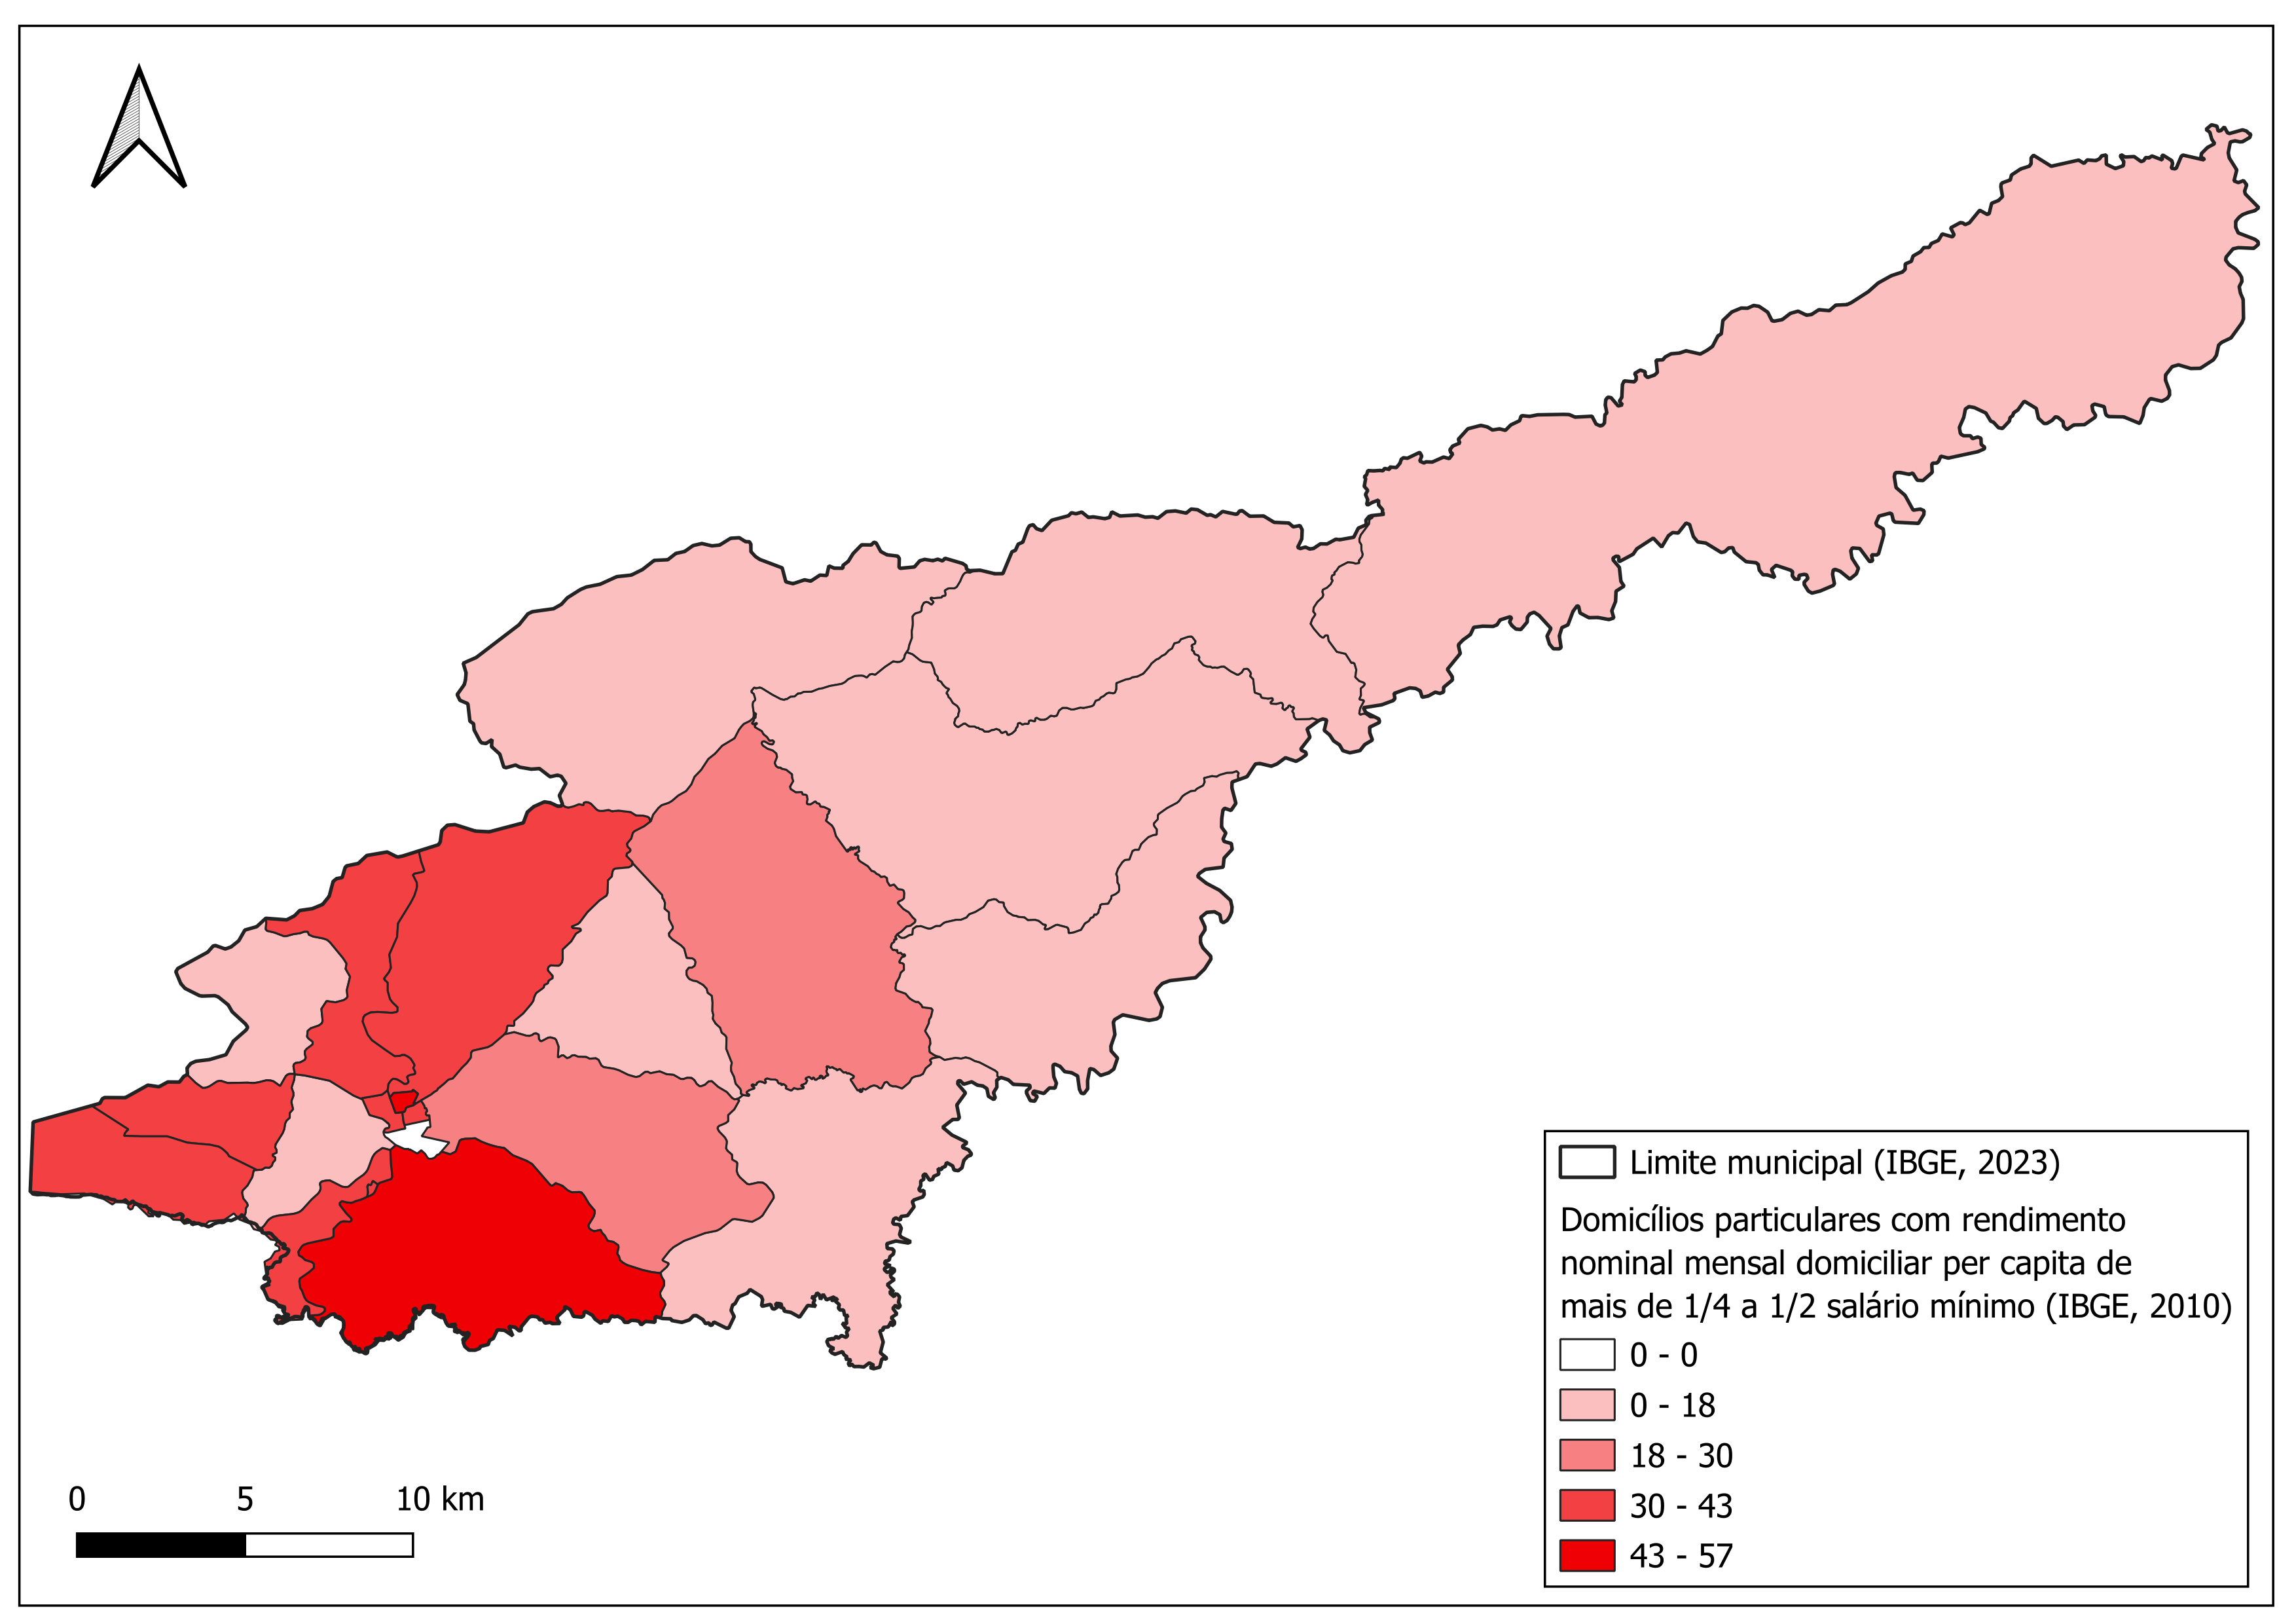 Limite municipal (IBGE, 2023)
Domicílios particulares com rendimento
nominal mensal domiciliar per capita de
mais de 1/4 a 1/2 salário mínimo (IBGE, 2010)
0 - 0
0 - 18
18 - 30
30 - 43
43 - 57
0 5 10 km